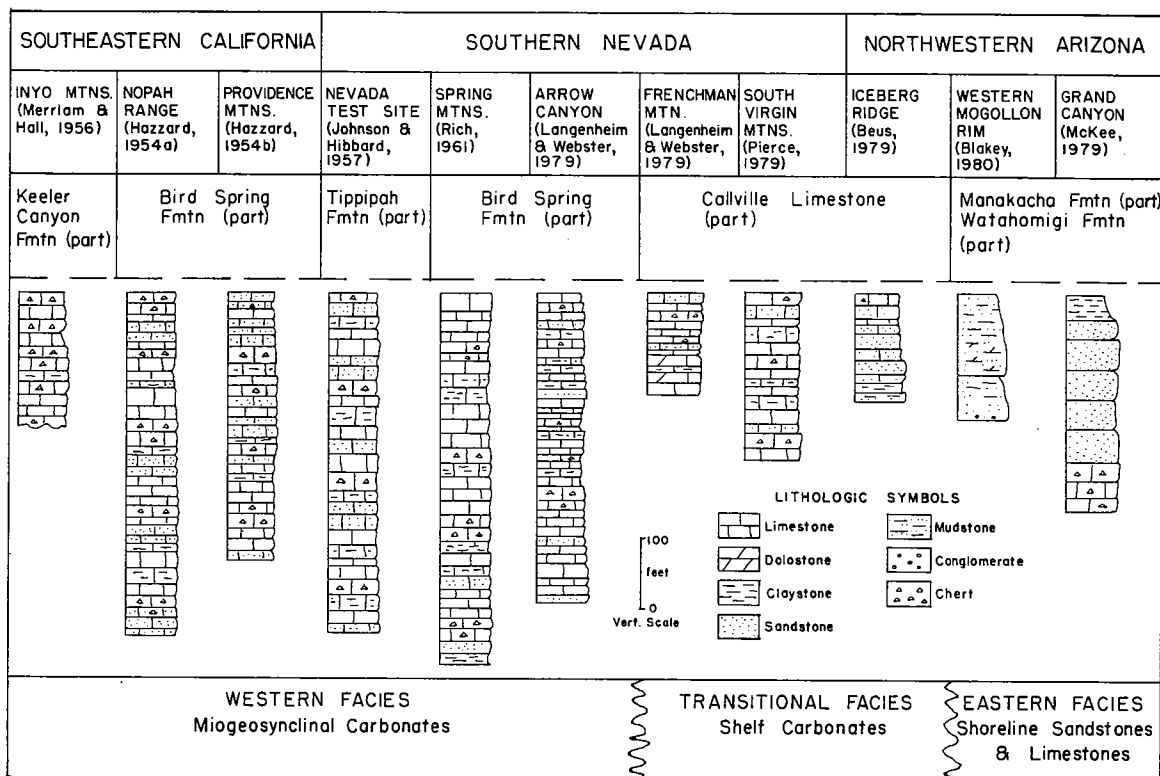 SOUTHEASTERN CALIFORNIA
SOUTHERN NEVADA
NORTHWESTERN ARIZONA
INYO MTNS.
(Merriam &
Hall, 1956)
NOPAH
RANGE
(Hazzard,
1954a)
PROVIDENCE
MTNS.
(Hazzard,
1954b)
NEVADA
TEST SITE
(Johnson &
Hibbard,
1957)
SPRING
MTNS.
(Rich,
1961)
ARROW
CANYON
(Langenheim
& Webster,
1979)
FRENCHMAN
MTN.
(Langenheim
& Webster,
1979)
SOUTH
VIRGIN
MTNS.
(Pierce,
1979)
ICEBERG
RIDGE
(Beus,
1979)
WESTERN
MOGOLLON
RIM
(Blakey,
1980)
GRAND
CANYON
(McKee,
1979)
Keeler
Canyon
Fmtn (part)
Bird Spring
Fmtn (part)
Tippipah
Fmtn (part)
Bird Spring
Fmtn (part)
Callville Limestone
(part)
Manakacha Fmtn (part)
Watahomigi Fmtn
(part)
100
feet
0
Vert. Scale
LITHOLOGIC SYMBOLS
Limestone
Dolostone
Claystone
Sandstone
Mudstone
Conglomerate
Chert
WESTERN FACIES
Miogeosynclinal Carbonates
TRANSITIONAL FACIES
Shelf Carbonates
EASTERN FACIES
Shoreline Sandstones
& Limestones